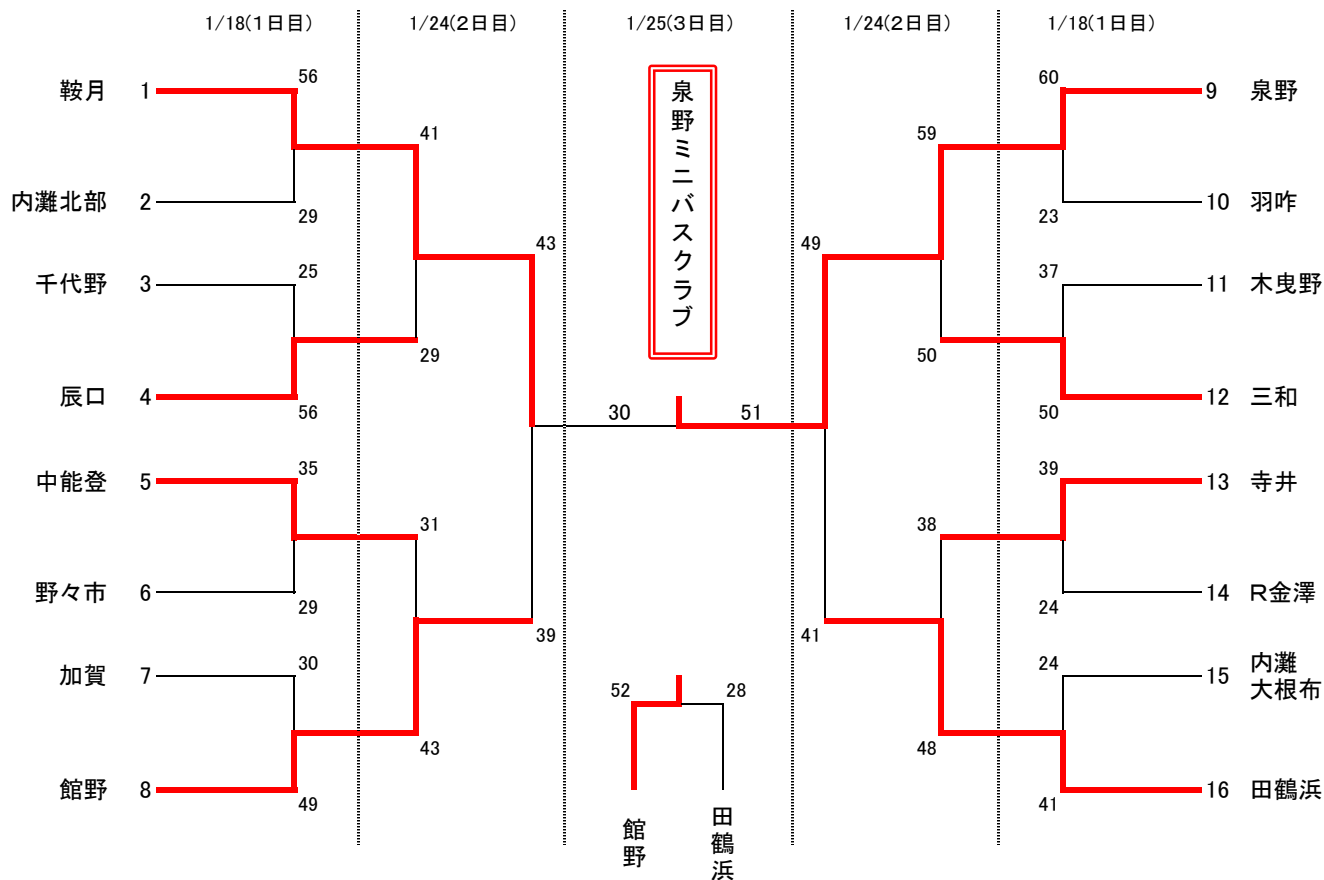 1/18(1日目) 1/24(2日目) 1/25(3日目) 1/24(2日目) 1/18(1日目)
泉野ミニバスクラブ
鞍月 1 56 41 59 60 9 泉野
内灘北部 2 29 23 10 羽咋
43 49
千代野 3 25 37 11 木曳野
29 50
辰口 4 56 50 12 三和
30 51
中能登 5 35 39 13 寺井
31 38
野々市 6 29 24 14 R金澤
39 41
加賀 7 30 24 15 内灘
大根布
52 28
43 48
館野 8 49 41 16 田鶴浜
館野 田鶴浜